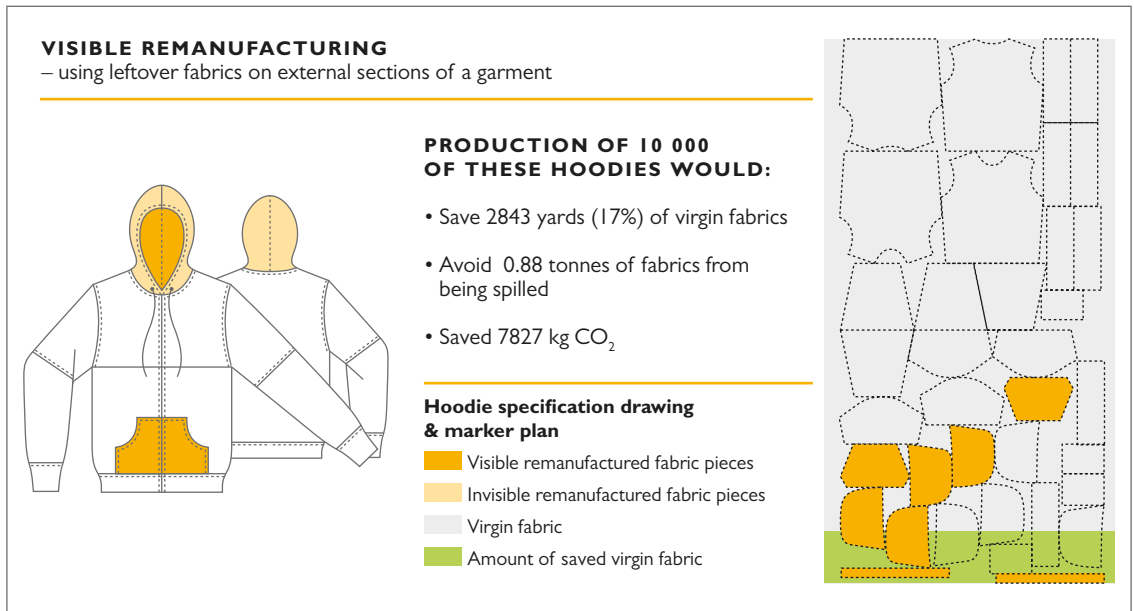 VISIBLE REMANUFACTURING
– using leftover fabrics on external sections of a garment
PRODUCTION OF 10 000
OF THESE HOODIES WOULD:
• Save 2843 yards (17%) of virgin fabrics
• Avoid 0.88 tonnes of fabrics from
being spilled
• Saved 7827 kg CO₂
Hoodie specification drawing
& marker plan
Visible remanufactured fabric pieces
Invisible remanufactured fabric pieces
Virgin fabric
Amount of saved virgin fabric